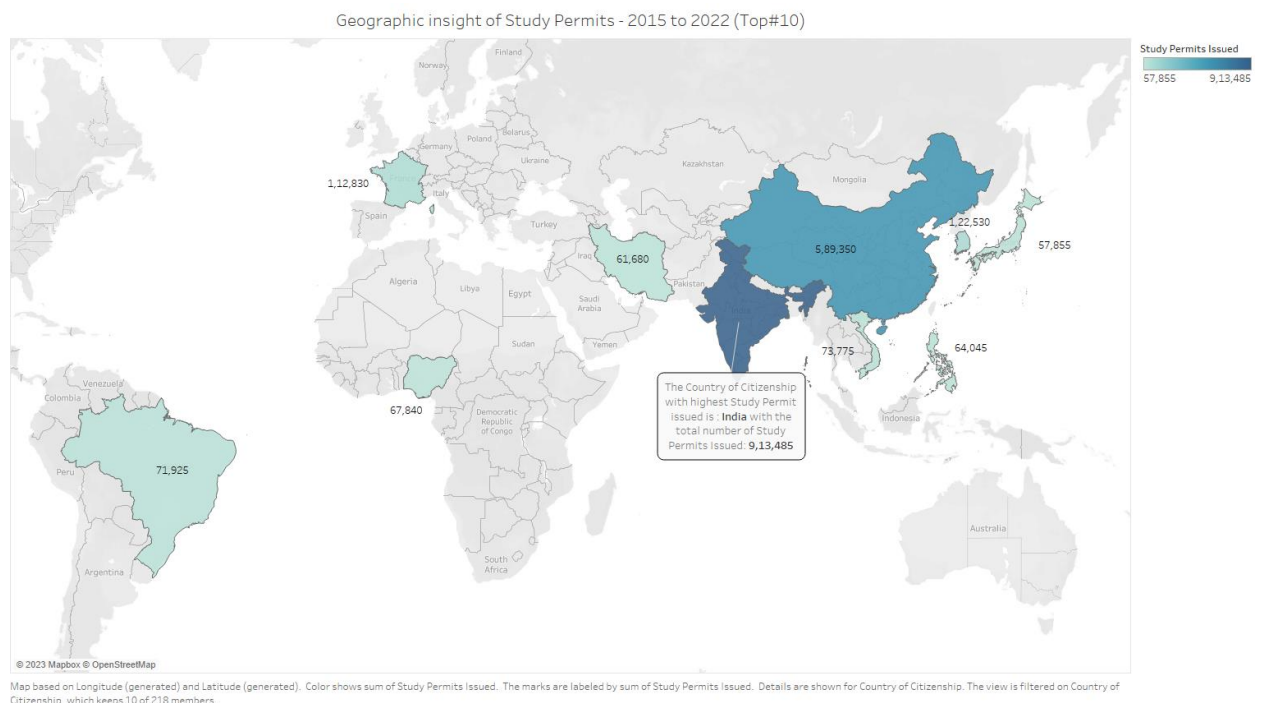 Geographic insight of Study Permits - 2015 to 2022 (Top#10)
Study Permits Issued
57,855 9,13,485
Finland
Norway
Belarus
Poland
Germany
Ukraine
Kazakhstan
Mongolia
1,12,830
Italy
Spain
Turkey
1,22,530
57,855
5,89,350
61,680
Iraq
Pakistan
Algeria
Libya
Egypt
Saudi
Arabia
Sudan
Yemen
73,775
64,045
Venezuela
Colombia
67,840
Democratic
Republic
of Congo
Indonesia
The Country of Citizenship
with highest Study Permit
issued is : India with the
total number of Study
Permits Issued: 9,13,485
Peru
71,925
Australia
South
Africa
Argentina
© 2023 Mapbox © OpenStreetMap
Map based on Longitude (generated) and Latitude (generated). Color shows sum of Study Permits Issued. The marks are labeled by sum of Study Permits Issued. Details are shown for Country of Citizenship. The view is filtered on Country of
Citizenship, which keeps 10 of 218 members.